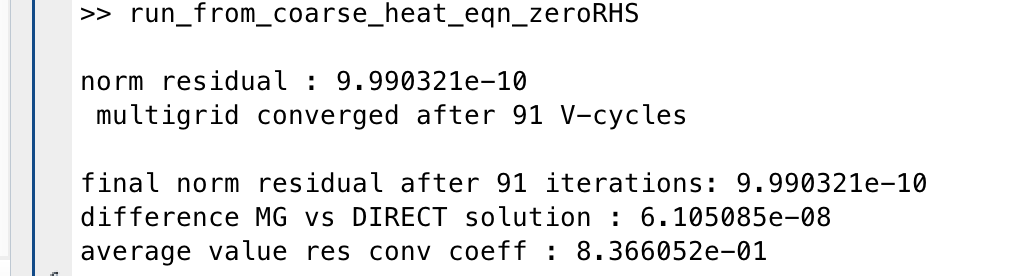 >> run_from_coarse_heat_eqn_zeroRHS
norm residual : 9.990321e-10
multigrid converged after 91 V-cycles
final norm residual after 91 iterations: 9.990321e-10
difference MG vs DIRECT solution : 6.105085e-08
average value res conv coeff : 8.366052e-01